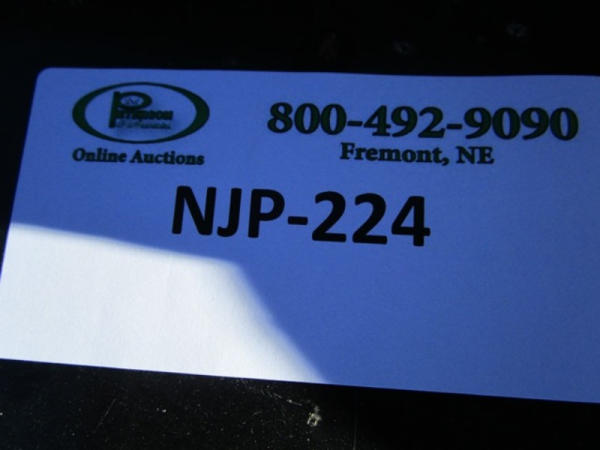 Online Auctions
800-492-9090
Fremont, NE
NJP-224